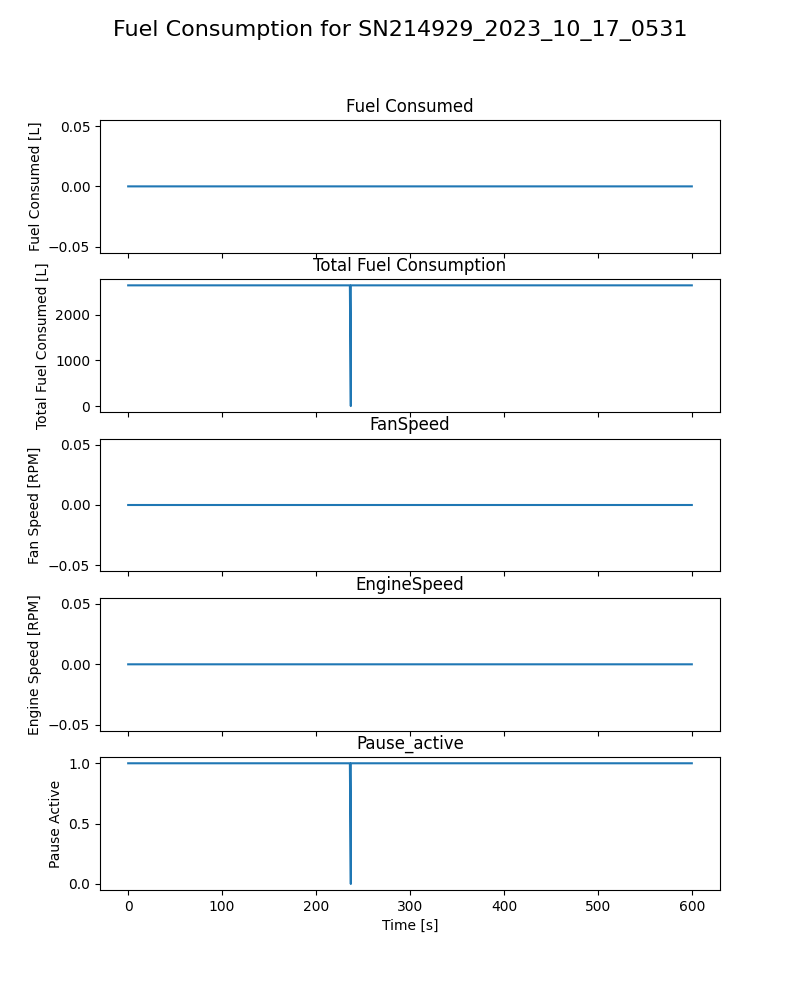 Fuel Consumption for SN214929_2023_10_17_0531
Fuel Consumed
Fuel Consumed [L]
0.05
0.00
−0.05
Total Fuel Consumption
Total Fuel Consumed [L]
2000
1000
0
FanSpeed
Fan Speed [RPM]
0.05
0.00
−0.05
EngineSpeed
Engine Speed [RPM]
0.05
0.00
−0.05
Pause_active
Pause Active
1.0
0.5
0.0
0 100 200 300 400 500 600
Time [s]